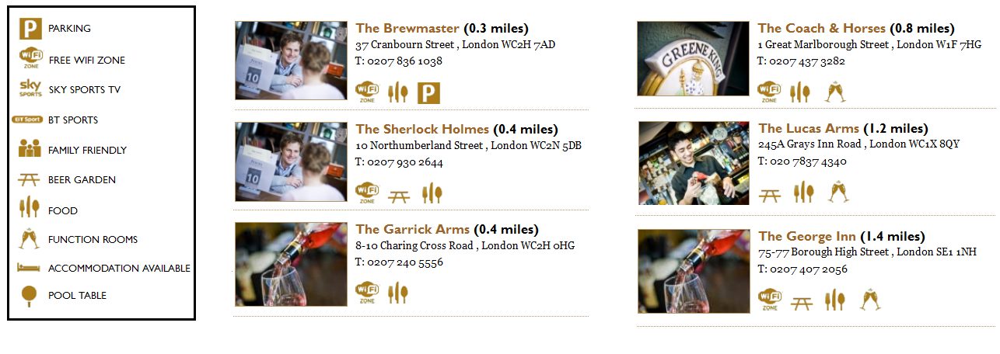 P PARKING
WiFi ZONE FREE WIFI ZONE
sky SPORTS SKY SPORTS TV
BT Sport BT SPORTS
FAMILY FRIENDLY
BEER GARDEN
FOOD
FUNCTION ROOMS
ACCOMMODATION AVAILABLE
POOL TABLE
10
The Brewmaster (0.3 miles)
37 Cranbourn Street , London WC2H 7AD
T: 0207 836 1038
WiFi ZONE P
10
The Sherlock Holmes (0.4 miles)
10 Northumberland Street , London WC2N 5DB
T: 0207 930 2644
WiFi ZONE
The Garrick Arms (0.4 miles)
8-10 Charing Cross Road , London WC2H 0HG
T: 0207 240 5556
WiFi ZONE
GREENE KING
The Coach & Horses (0.8 miles)
1 Great Marlborough Street , London W1F 7HG
T: 0207 437 3282
WiFi ZONE
The Lucas Arms (1.2 miles)
245A Grays Inn Road , London WC1X 8QY
T: 020 7837 4340
The George Inn (1.4 miles)
75-77 Borough High Street , London SE1 1NH
T: 0207 407 2056
WiFi ZONE